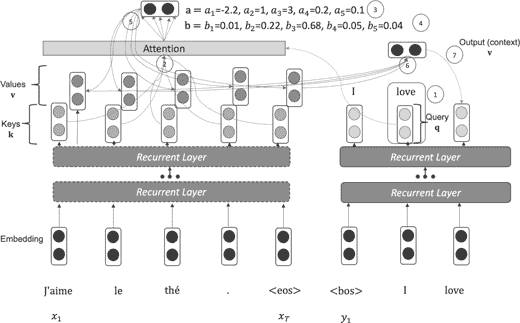 5
a = a₁=-2.2, a₂=1, a₃=3, a₄=0.2, a₅=0.1 3
b = b₁=0.01, b₂=0.22, b₃=0.68, b₄=0.05, b₅=0.04 4
Attention
2
6
7
Output (context)
v
Values
v
I
love
1
Keys
k
Query
q
Recurrent Layer
Recurrent Layer
Recurrent Layer
Recurrent Layer
Embedding
J'aime le thé . <eos> <bos> I love
x₁ x_T y₁